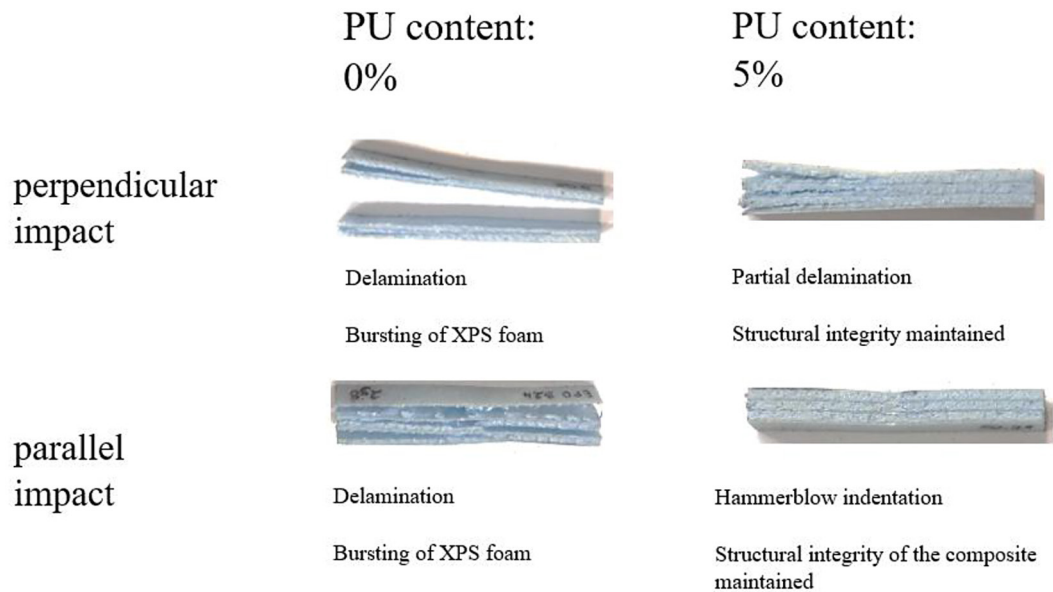 PU content:
0%
PU content:
5%
perpendicular
impact
Delamination
Bursting of XPS foam
Partial delamination
Structural integrity maintained
parallel
impact
Delamination
Bursting of XPS foam
Hammerblow indentation
Structural integrity of the composite
maintained